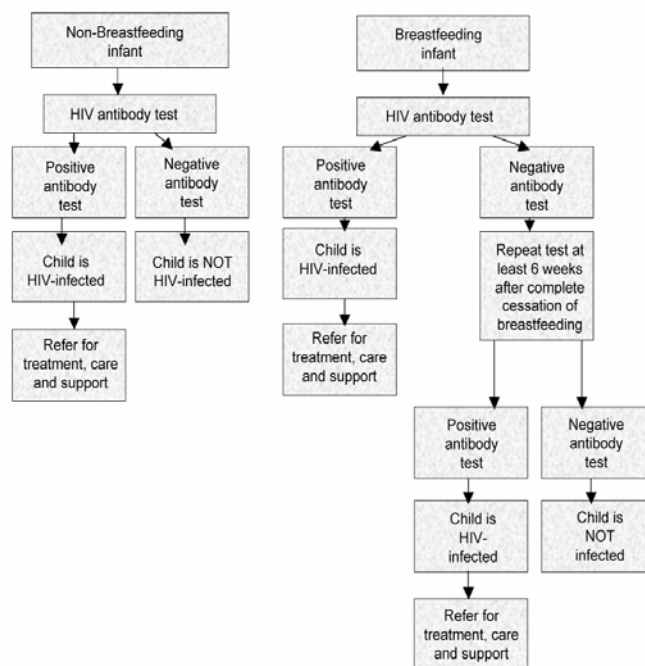 Non-Breastfeeding
infant
HIV antibody test
Positive
antibody
test
Negative
antibody
test
Child is
HIV-infected
Child is NOT
HIV-infected
Refer for
treatment, care
and support
Breastfeeding
infant
HIV antibody test
Positive
antibody
test
Negative
antibody
test
Child is
HIV-infected
Repeat test at
least 6 weeks
after complete
cessation of
breastfeeding
Refer for
treatment, care
and support
Positive
antibody
test
Negative
antibody
test
Child is
HIV-
infected
Child is
NOT
infected
Refer for
treatment, care
and support